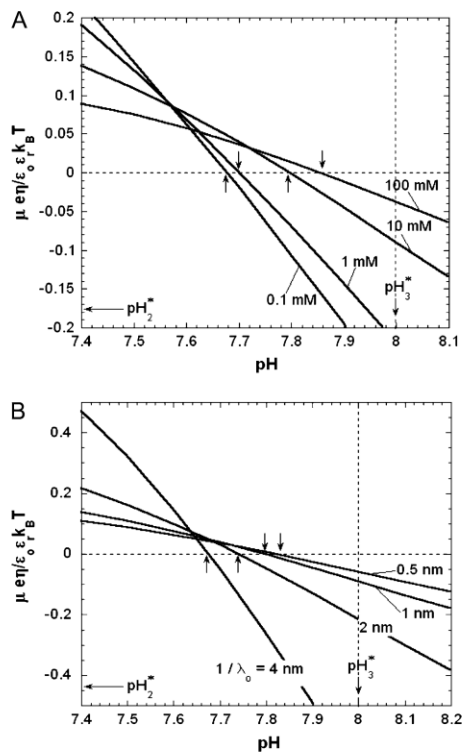 A
μ eη/ε₀ εᵣ k_B T
0.2
0.15
0.1
0.05
0
-0.05
-0.1
-0.15
-0.2
100 mM
10 mM
1 mM
0.1 mM
pH₂*
pH₃*
7.4 7.5 7.6 7.7 7.8 7.9 8 8.1
pH
B
μ eη/ε₀ εᵣ k_B T
0.4
0.2
0
-0.2
-0.4
0.5 nm
1 nm
2 nm
1 / λₒ = 4 nm
pH₂*
pH₃*
7.4 7.5 7.6 7.7 7.8 7.9 8 8.1 8.2
pH